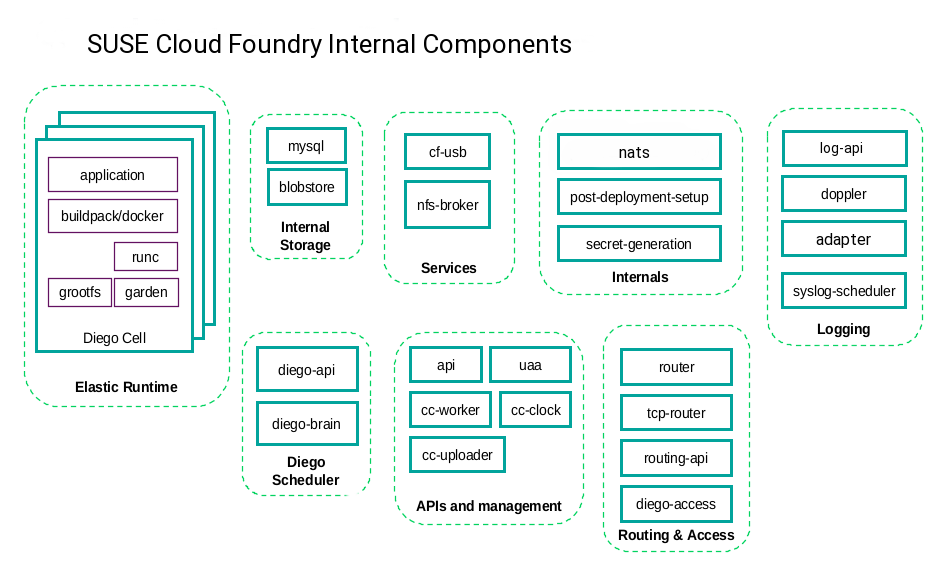 SUSE Cloud Foundry Internal Components
application
buildpack/docker
runc
grootfs
garden
Diego Cell
Elastic Runtime
mysql
blobstore
Internal
Storage
cf-usb
nfs-broker
Services
nats
post-deployment-setup
secret-generation
Internals
log-api
doppler
adapter
syslog-scheduler
Logging
diego-api
diego-brain
Diego
Scheduler
api
uaa
cc-worker
cc-clock
cc-uploader
APIs and management
router
tcp-router
routing-api
diego-access
Routing & Access